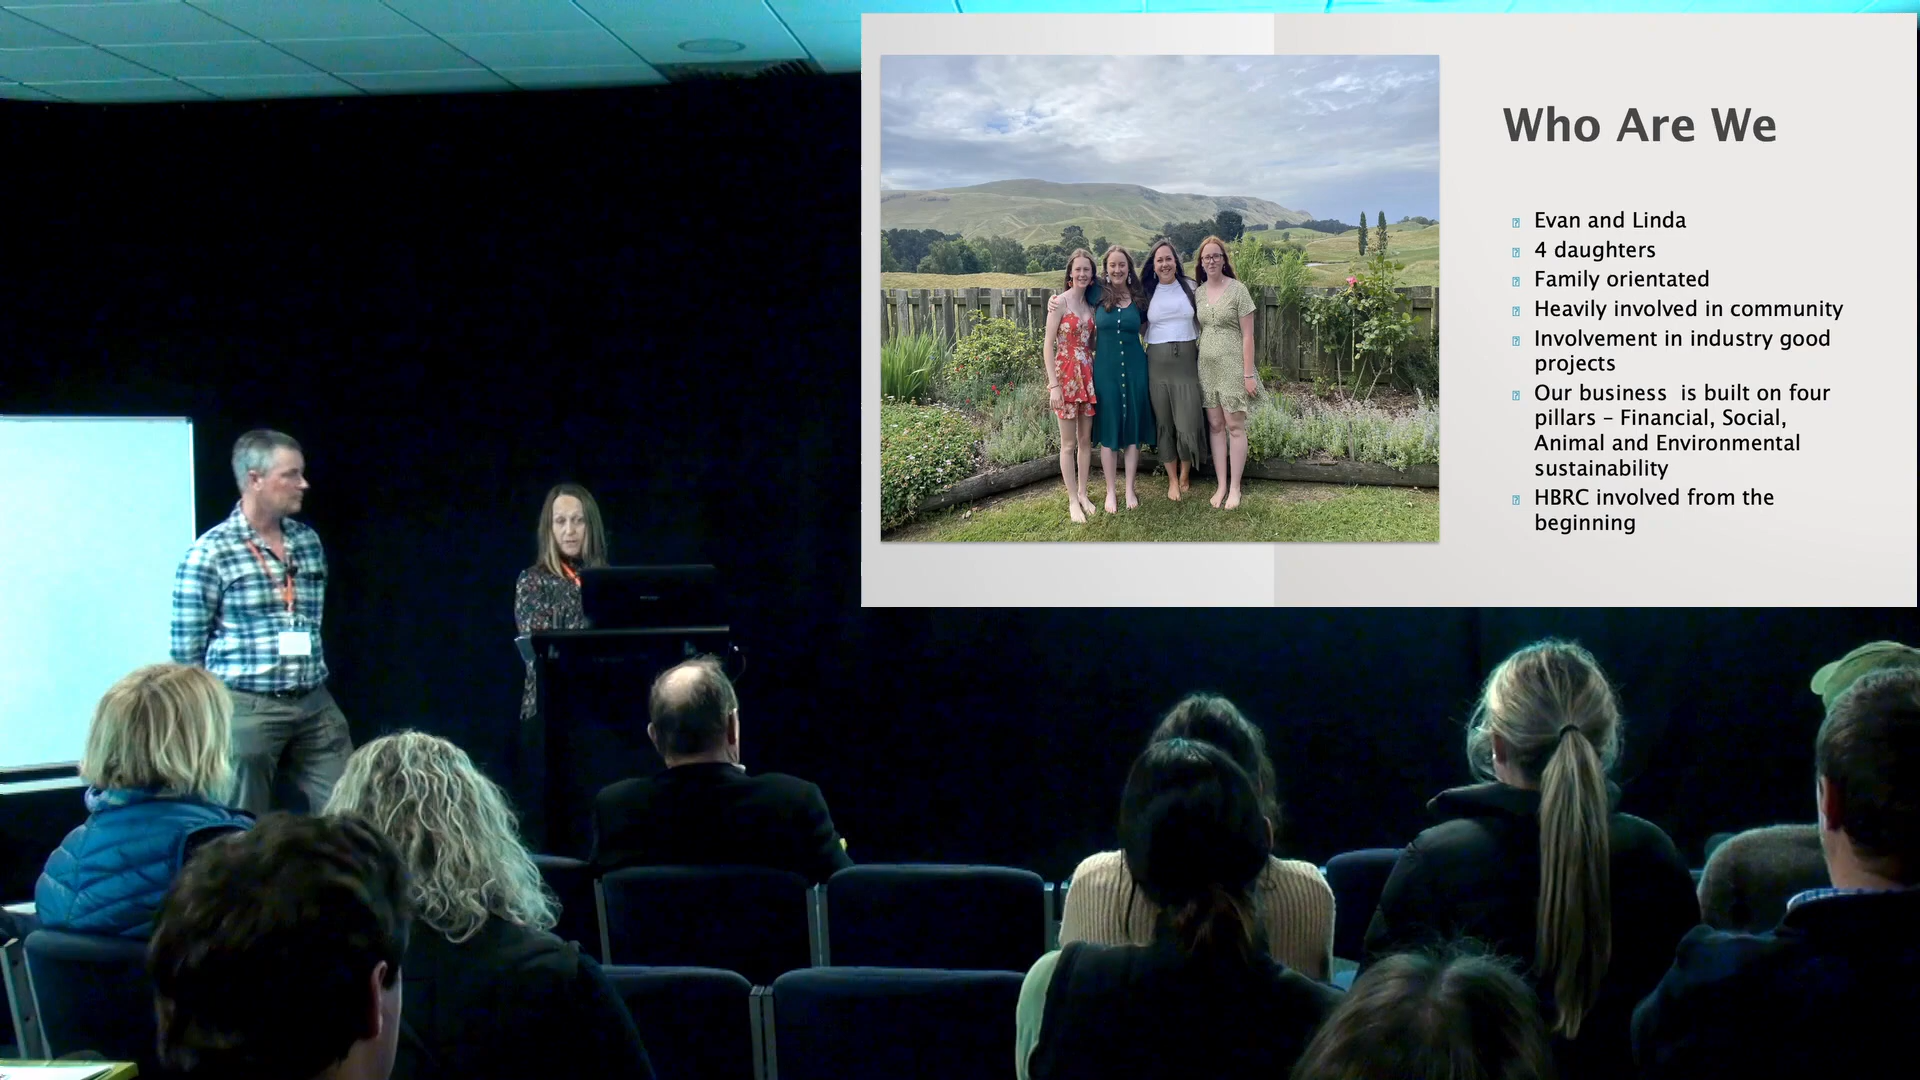 Who Are We
Evan and Linda
4 daughters
Family orientated
Heavily involved in community
Involvement in industry good
projects
Our business  is built on four
pillars – Financial, Social,
Animal and Environmental
sustainability
HBRC involved from the
beginning